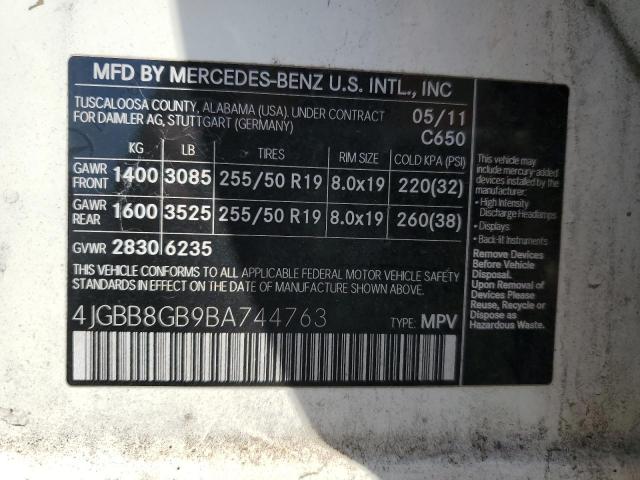 MFD BY MERCEDES-BENZ U.S. INTL., INC
TUSCALOOSA COUNTY, ALABAMA (USA). UNDER CONTRACT
FOR DAIMLER AG, STUTTGART (GERMANY)
05/11
C650
KG LB TIRES RIM SIZE COLD KPA (PSI)
GAWR FRONT 1400 3085 255/50 R19 8.0x19 220(32)
GAWR REAR 1600 3525 255/50 R19 8.0x19 260(38)
GVWR 2830 6235
THIS VEHICLE CONFORMS TO ALL APPLICABLE FEDERAL MOTOR VEHICLE SAFETY
STANDARDS IN EFFECT ON THE DATE OF MANUFACTURE SHOWN ABOVE.
4JGBB8GB9BA744763 TYPE: MPV
This vehicle may
include mercury-added
devices installed by the
manufacturer:
• High Intensity
Discharge Headlamps
• Displays
• Back-lit Instruments
Remove Devices
Before Vehicle
Disposal.
Upon Removal of
Devices, Please
Reuse, Recycle or
Dispose as
Hazardous Waste.